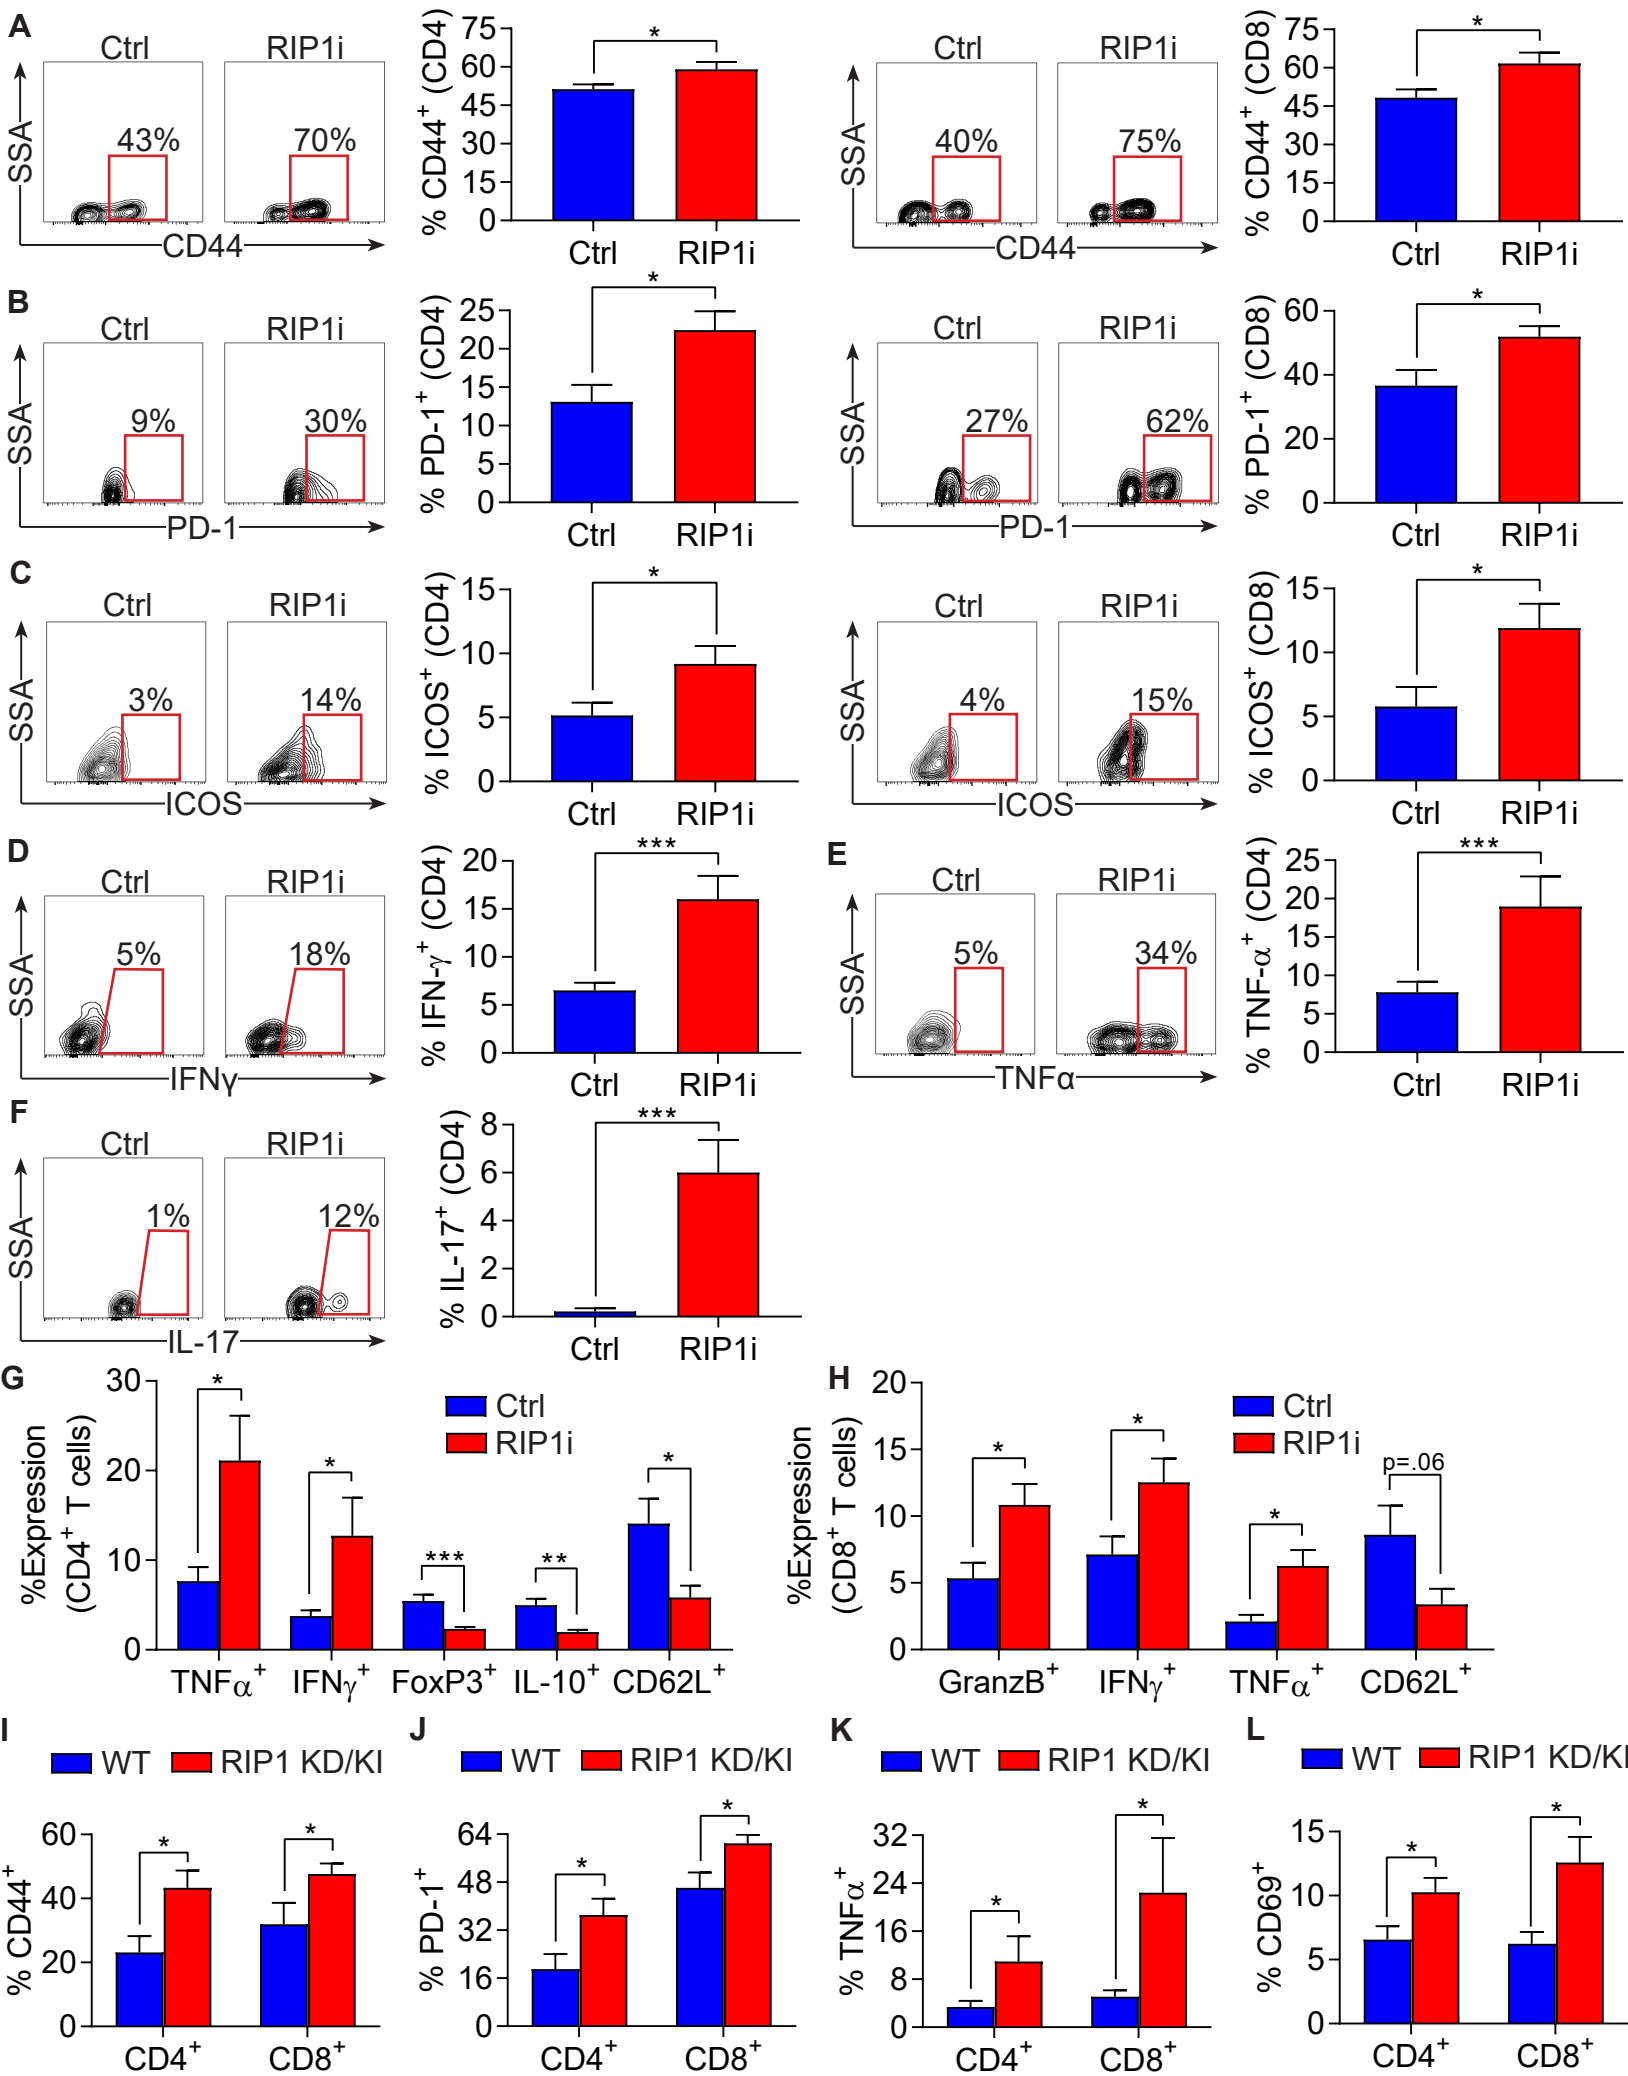 A
Ctrl
RIP1i
43%
70%
SSA
CD44
% CD44+ (CD4)
75
60
45
30
15
0
*
Ctrl
RIP1i
Ctrl
RIP1i
40%
75%
SSA
CD44
% CD44+ (CD8)
75
60
45
30
15
0
*
Ctrl
RIP1i
B
Ctrl
RIP1i
9%
30%
SSA
PD-1
% PD-1+ (CD4)
25
20
15
10
5
0
*
Ctrl
RIP1i
Ctrl
RIP1i
27%
62%
SSA
PD-1
% PD-1+ (CD8)
60
40
20
0
*
Ctrl
RIP1i
C
Ctrl
RIP1i
3%
14%
SSA
ICOS
% ICOS+ (CD4)
15
10
5
0
*
Ctrl
RIP1i
Ctrl
RIP1i
4%
15%
SSA
ICOS
% ICOS+ (CD8)
15
10
5
0
*
Ctrl
RIP1i
D
Ctrl
RIP1i
5%
18%
SSA
IFNγ
% IFN-γ+ (CD4)
20
15
10
5
0
***
Ctrl
RIP1i
E
Ctrl
RIP1i
5%
34%
SSA
TNFα
% TNF-α+ (CD4)
25
20
15
10
5
0
***
Ctrl
RIP1i
F
Ctrl
RIP1i
1%
12%
SSA
IL-17
% IL-17+ (CD4)
8
6
4
2
0
***
Ctrl
RIP1i
G
%Expression
(CD4+ T cells)
30
20
10
0
Ctrl
RIP1i
*
*
***
**
*
TNFα+
IFNγ+
FoxP3+
IL-10+
CD62L+
H
%Expression
(CD8+ T cells)
20
15
10
5
0
Ctrl
RIP1i
*
*
*
p=.06
GranzB+
IFNγ+
TNFα+
CD62L+
I
WT
RIP1 KD/KI
% CD44+
60
40
20
0
*
*
CD4+
CD8+
J
WT
RIP1 KD/KI
% PD-1+
64
48
32
16
0
*
*
CD4+
CD8+
K
WT
RIP1 KD/KI
% TNFα+
32
24
16
8
0
*
*
CD4+
CD8+
L
WT
RIP1 KD/KI
% CD69+
15
10
5
0
*
*
CD4+
CD8+